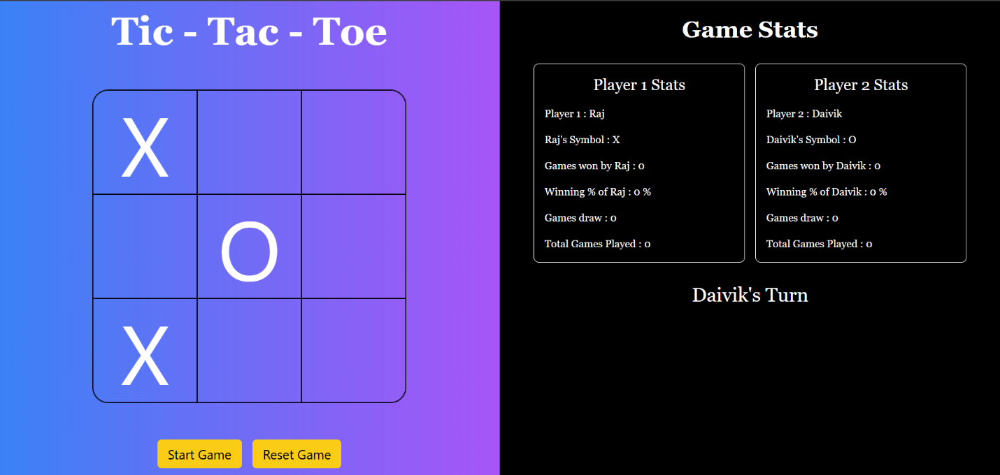 Tic - Tac - Toe
X
O
X
Start Game
Reset Game
Game Stats
Player 1 Stats
Player 1 : Raj
Raj's Symbol : X
Games won by Raj : 0
Winning % of Raj : 0 %
Games draw : 0
Total Games Played : 0
Player 2 Stats
Player 2 : Daivik
Daivik's Symbol : O
Games won by Daivik : 0
Winning % of Daivik : 0 %
Games draw : 0
Total Games Played : 0
Daivik's Turn